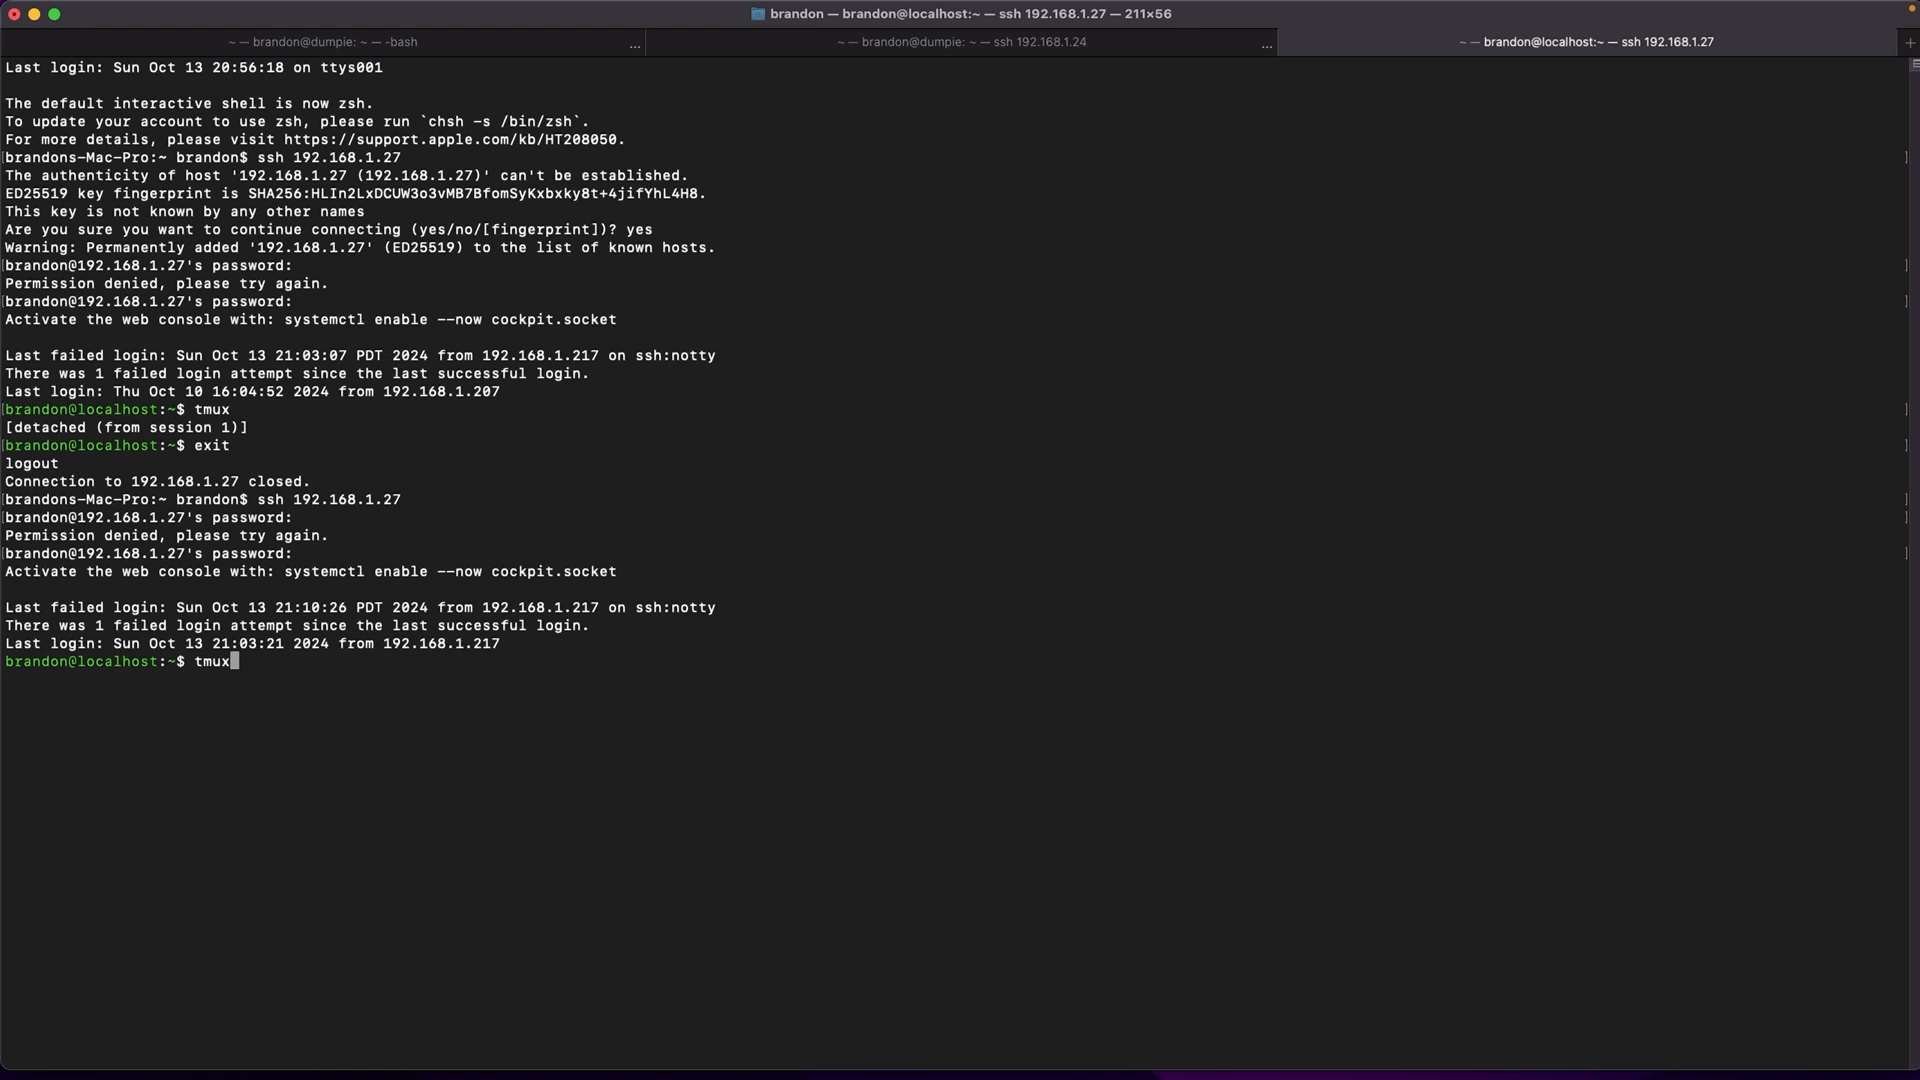 brandon — brandon@localhost:~ — ssh 192.168.1.27 — 211×56
~ — brandon@dumpie: ~ — -bash ...
~ — brandon@dumpie: ~ — ssh 192.168.1.24 ...
~ — brandon@localhost:~ — ssh 192.168.1.27
Last login: Sun Oct 13 20:56:18 on ttys001
The default interactive shell is now zsh.
To update your account to use zsh, please run `chsh -s /bin/zsh`.
For more details, please visit https://support.apple.com/kb/HT208050.
[brandons-Mac-Pro:~ brandon$ ssh 192.168.1.27 ]
The authenticity of host '192.168.1.27 (192.168.1.27)' can't be established.
ED25519 key fingerprint is SHA256:HLIn2LxDCUW3o3vMB7BfomSyKxbxky8t+4jifYhL4H8.
This key is not known by any other names
Are you sure you want to continue connecting (yes/no/[fingerprint])? yes
Warning: Permanently added '192.168.1.27' (ED25519) to the list of known hosts.
[brandon@192.168.1.27's password: ]
Permission denied, please try again.
[brandon@192.168.1.27's password: ]
Activate the web console with: systemctl enable --now cockpit.socket
Last failed login: Sun Oct 13 21:03:07 PDT 2024 from 192.168.1.217 on ssh:notty
There was 1 failed login attempt since the last successful login.
Last login: Thu Oct 10 16:04:52 2024 from 192.168.1.207
[brandon@localhost:~$ tmux ]
[detached (from session 1)]
[brandon@localhost:~$ exit ]
logout
Connection to 192.168.1.27 closed.
[brandons-Mac-Pro:~ brandon$ ssh 192.168.1.27 ]
[brandon@192.168.1.27's password: ]
Permission denied, please try again.
[brandon@192.168.1.27's password: ]
Activate the web console with: systemctl enable --now cockpit.socket
Last failed login: Sun Oct 13 21:10:26 PDT 2024 from 192.168.1.217 on ssh:notty
There was 1 failed login attempt since the last successful login.
Last login: Sun Oct 13 21:03:21 2024 from 192.168.1.217
brandon@localhost:~$ tmux